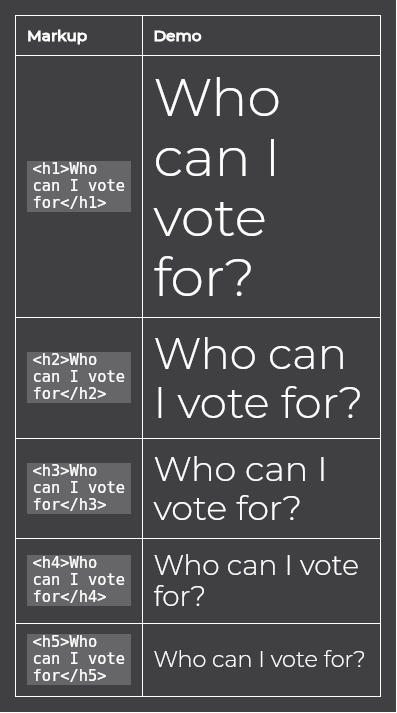 Markup Demo
<h1>Who
can I vote
for</h1>
Who
can I
vote
for?
<h2>Who
can I vote
for</h2>
Who can
I vote for?
<h3>Who
can I vote
for</h3>
Who can I
vote for?
<h4>Who
can I vote
for</h4>
Who can I vote
for?
<h5>Who
can I vote
for</h5>
Who can I vote for?